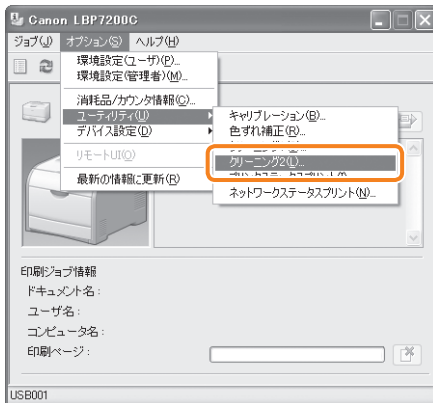 Canon LBP7200C
ジョブ(J) オプション(S) ヘルプ(H)
環境設定(ユーザ)(P)...
環境設定(管理者)(M)...
消耗品/カウンタ情報(C)...
ユーティリティ(U)
デバイス設定(D)
リモートUI(O)
最新の情報に更新(R)
キャリブレーション(B)...
色ずれ補正(R)...
クリーニング2(L)...
ネットワークステータスプリント(N)...
印刷ジョブ情報
ドキュメント名:
ユーザ名:
コンピュータ名:
印刷ページ:
USB001